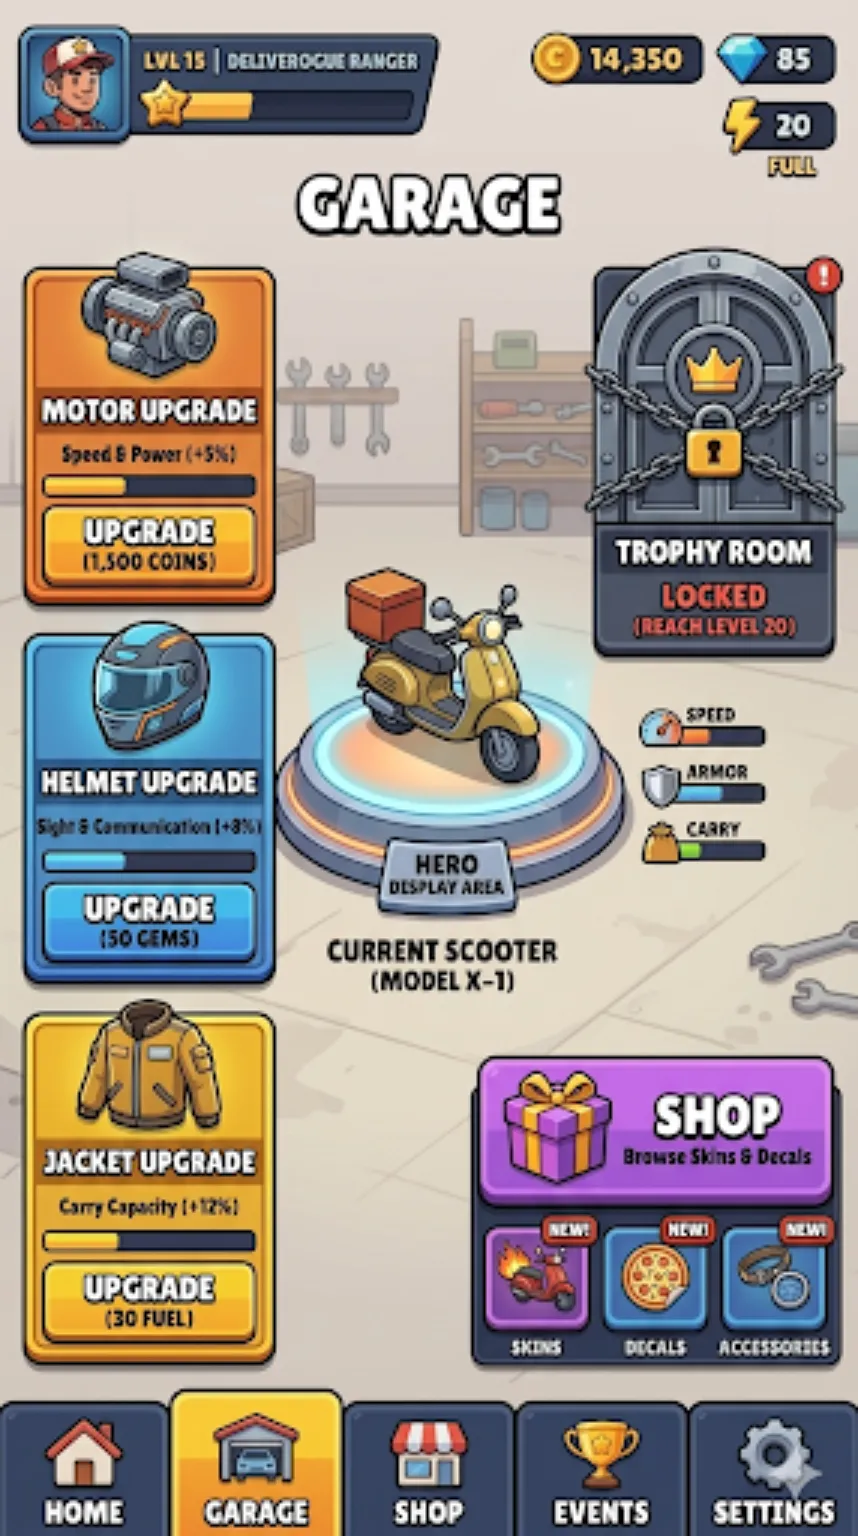 LVL 15 | DELIVEROGUE RANGER
14,350
85
20
FULL
GARAGE
MOTOR UPGRADE
Speed & Power (+5%)
UPGRADE
(1,500 COINS)
!
TROPHY ROOM
LOCKED
(REACH LEVEL 20)
HELMET UPGRADE
Sight & Communication (+8%)
UPGRADE
(50 GEMS)
SPEED
ARMOR
CARRY
HERO
DISPLAY AREA
CURRENT SCOOTER
(MODEL X-1)
JACKET UPGRADE
Carry Capacity (+12%)
UPGRADE
(30 FUEL)
SHOP
Browse Skins & Decals
NEW! NEW! NEW!
SKINS DECALS ACCESSORIES
HOME GARAGE SHOP EVENTS SETTINGS